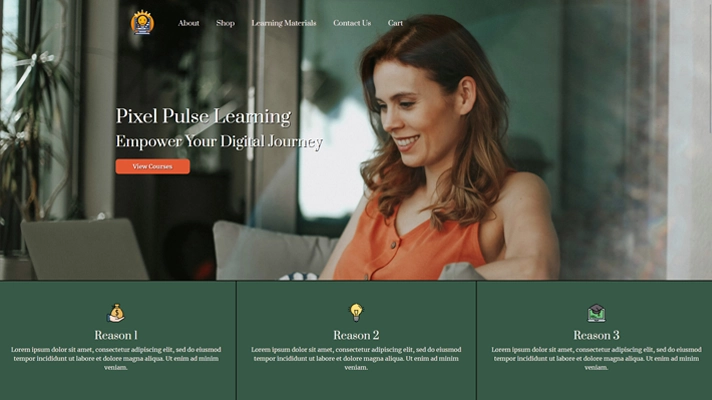 About Shop Learning Materials Contact Us Cart
Pixel Pulse Learning
Empower Your Digital Journey
View Courses
Reason 1
Lorem ipsum dolor sit amet, consectetur adipiscing elit, sed do eiusmod
tempor incididunt ut labore et dolore magna aliqua. Ut enim ad minim
veniam.
Reason 2
Lorem ipsum dolor sit amet, consectetur adipiscing elit, sed do eiusmod
tempor incididunt ut labore et dolore magna aliqua. Ut enim ad minim
veniam.
Reason 3
Lorem ipsum dolor sit amet, consectetur adipiscing elit, sed do eiusmod
tempor incididunt ut labore et dolore magna aliqua. Ut enim ad minim
veniam.